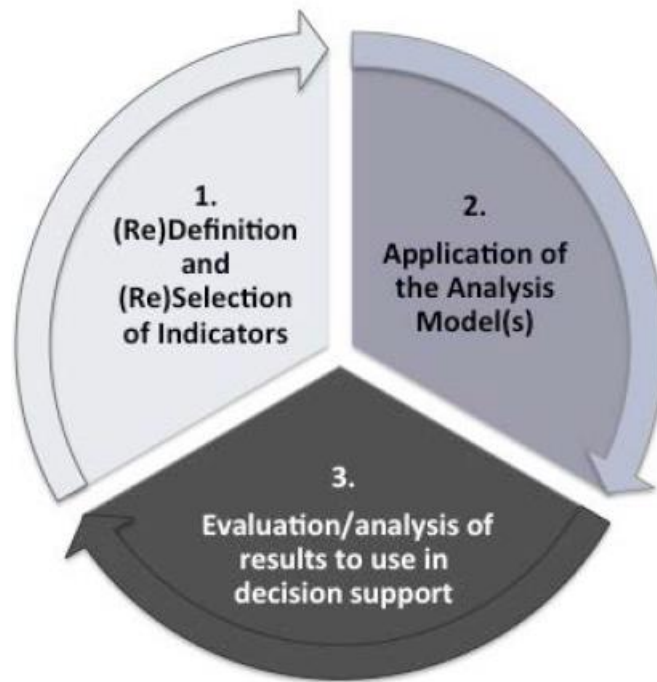 1.
(Re)Definition
and
(Re)Selection
of Indicators
2.
Application of
the Analysis
Model(s)
3.
Evaluation/analysis of
results to use in
decision support